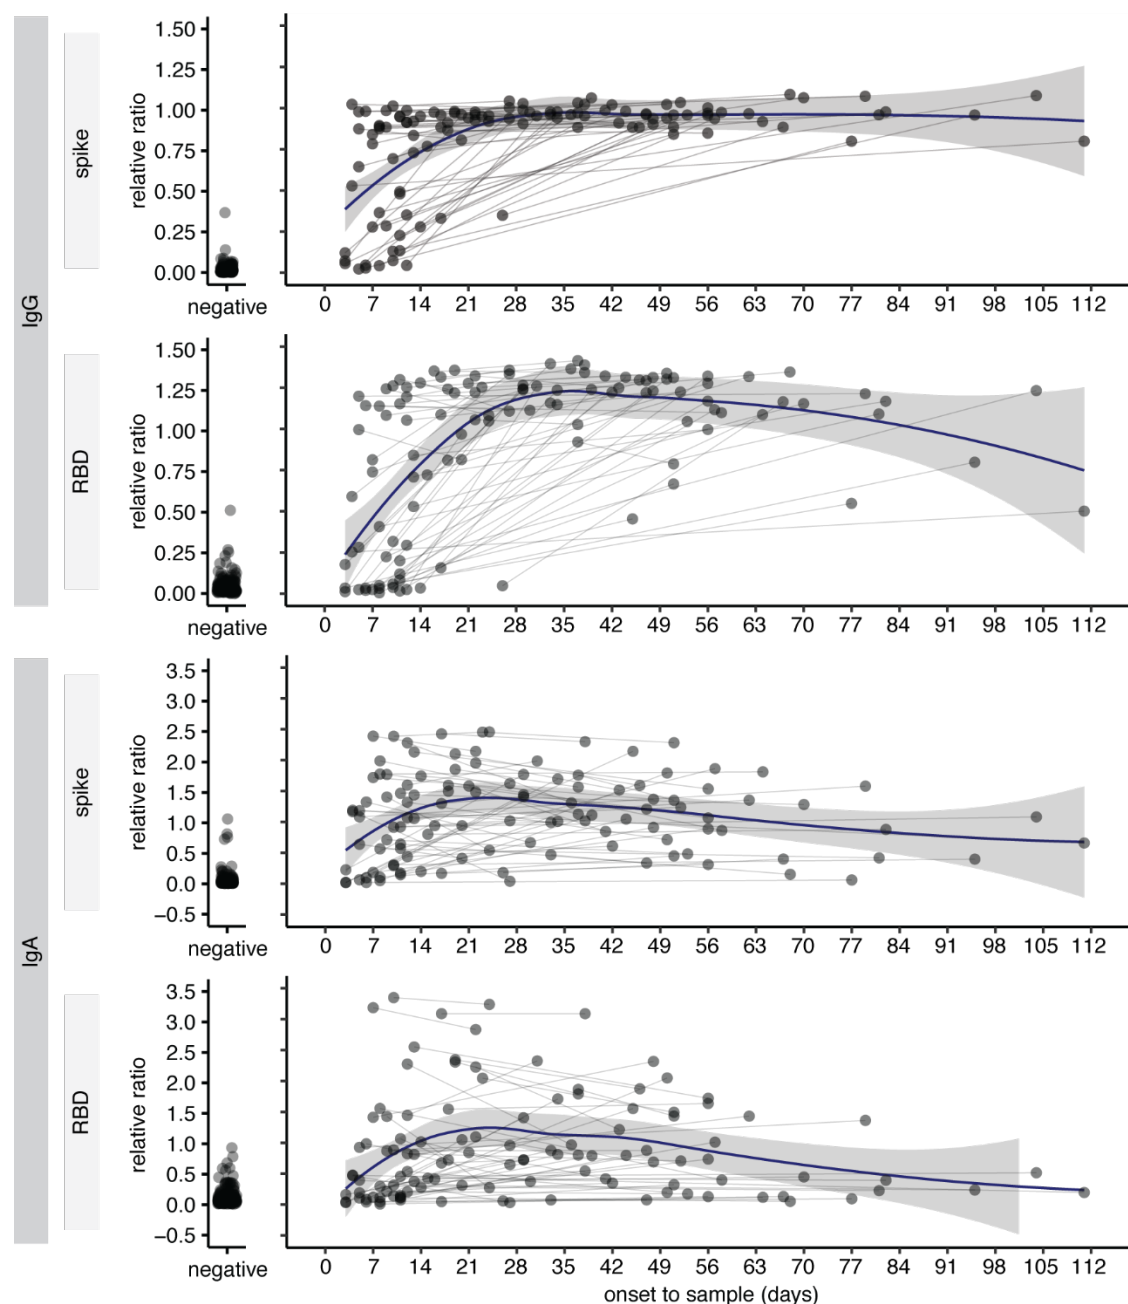 IgG
spike
relative ratio
1.50
1.25
1.00
0.75
0.50
0.25
0.00
negative
0 7 14 21 28 35 42 49 56 63 70 77 84 91 98 105 112
RBD
relative ratio
1.50
1.25
1.00
0.75
0.50
0.25
0.00
negative
0 7 14 21 28 35 42 49 56 63 70 77 84 91 98 105 112
IgA
spike
relative ratio
3.5
3.0
2.5
2.0
1.5
1.0
0.5
0.0
−0.5
negative
0 7 14 21 28 35 42 49 56 63 70 77 84 91 98 105 112
RBD
relative ratio
3.5
3.0
2.5
2.0
1.5
1.0
0.5
0.0
−0.5
negative
0 7 14 21 28 35 42 49 56 63 70 77 84 91 98 105 112
onset to sample (days)